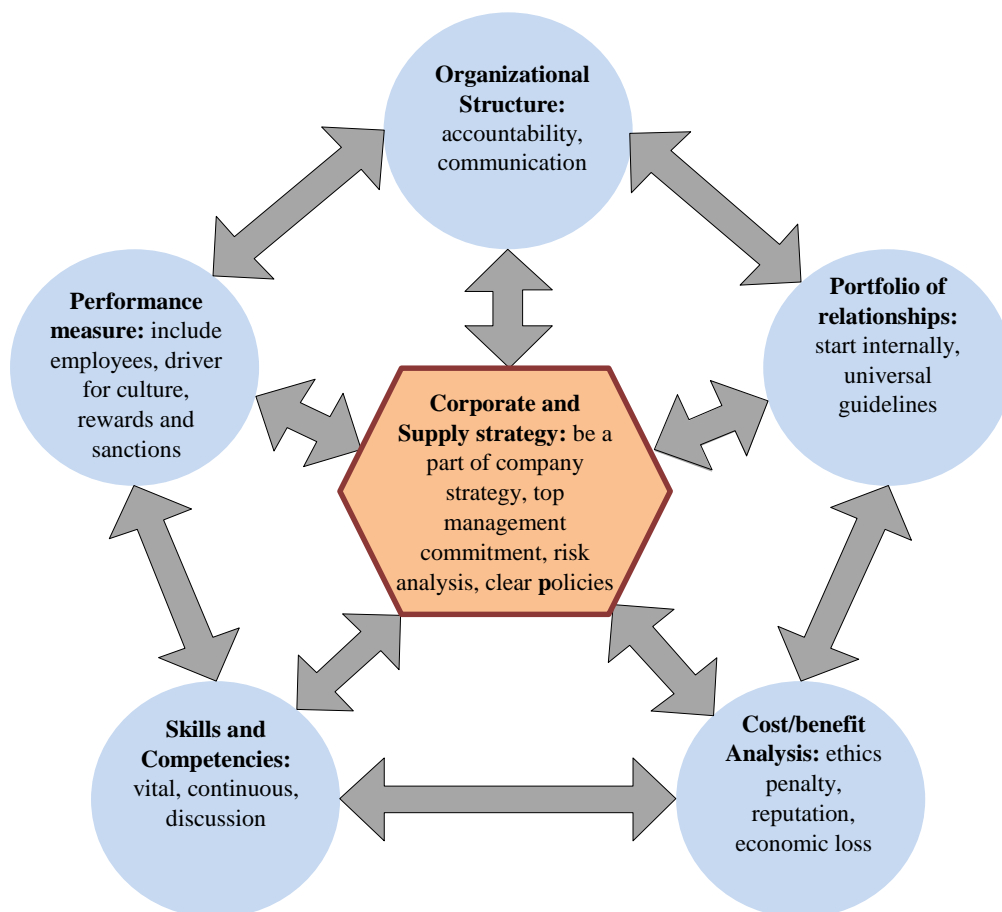 Organizational
Structure:
accountability,
communication
Performance
measure: include
employees, driver
for culture,
rewards and
sanctions
Portfolio of
relationships:
start internally,
universal
guidelines
Corporate and
Supply strategy: be a
part of company
strategy, top
management
commitment, risk
analysis, clear policies
Skills and
Competencies:
vital, continuous,
discussion
Cost/benefit
Analysis: ethics
penalty,
reputation,
economic loss